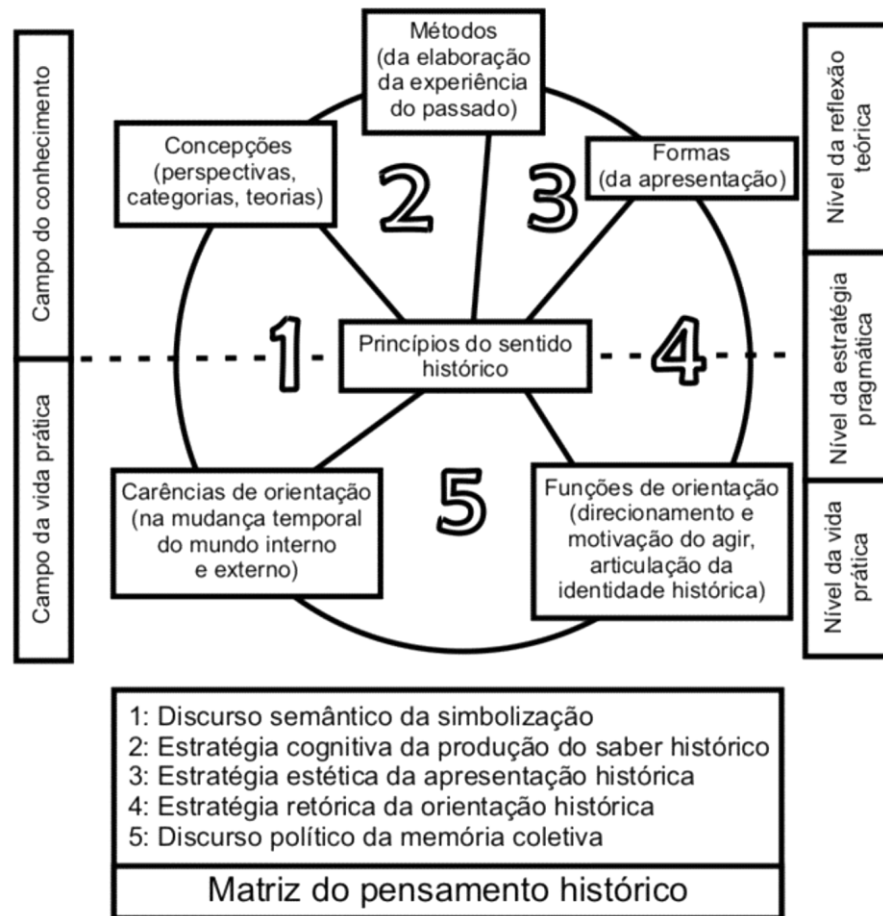 Métodos
(da elaboração
da experiência
do passado)
Concepções
(perspectivas,
categorias, teorias)
Formas
(da apresentação)
Campo do conhecimento
Nível da reflexão
teórica
2
3
1
Princípios do sentido
histórico
4
Nível da estratégia
pragmática
Campo da vida prática
Carências de orientação
(na mudança temporal
do mundo interno
e externo)
5
Funções de orientação
(direcionamento e
motivação do agir,
articulação da
identidade histórica)
Nível da vida
prática
1: Discurso semântico da simbolização
2: Estratégia cognitiva da produção do saber histórico
3: Estratégia estética da apresentação histórica
4: Estratégia retórica da orientação histórica
5: Discurso político da memória coletiva
Matriz do pensamento histórico